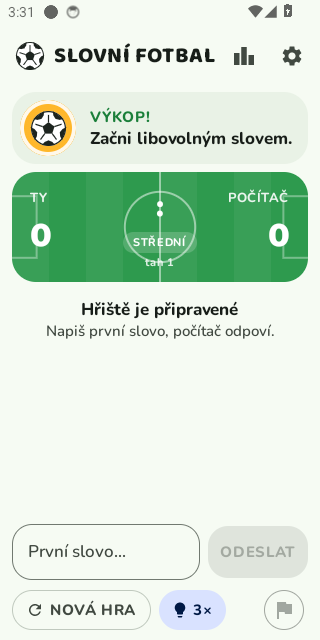 3:31
SLOVNÍ FOTBAL
VÝKOP!
Začni libovolným slovem.
TY
POČÍTAČ
0
0
STŘEDNÍ
tah 1
Hřiště je připravené
Napiš první slovo, počítač odpoví.
První slovo...
ODESLAT
NOVÁ HRA
3×